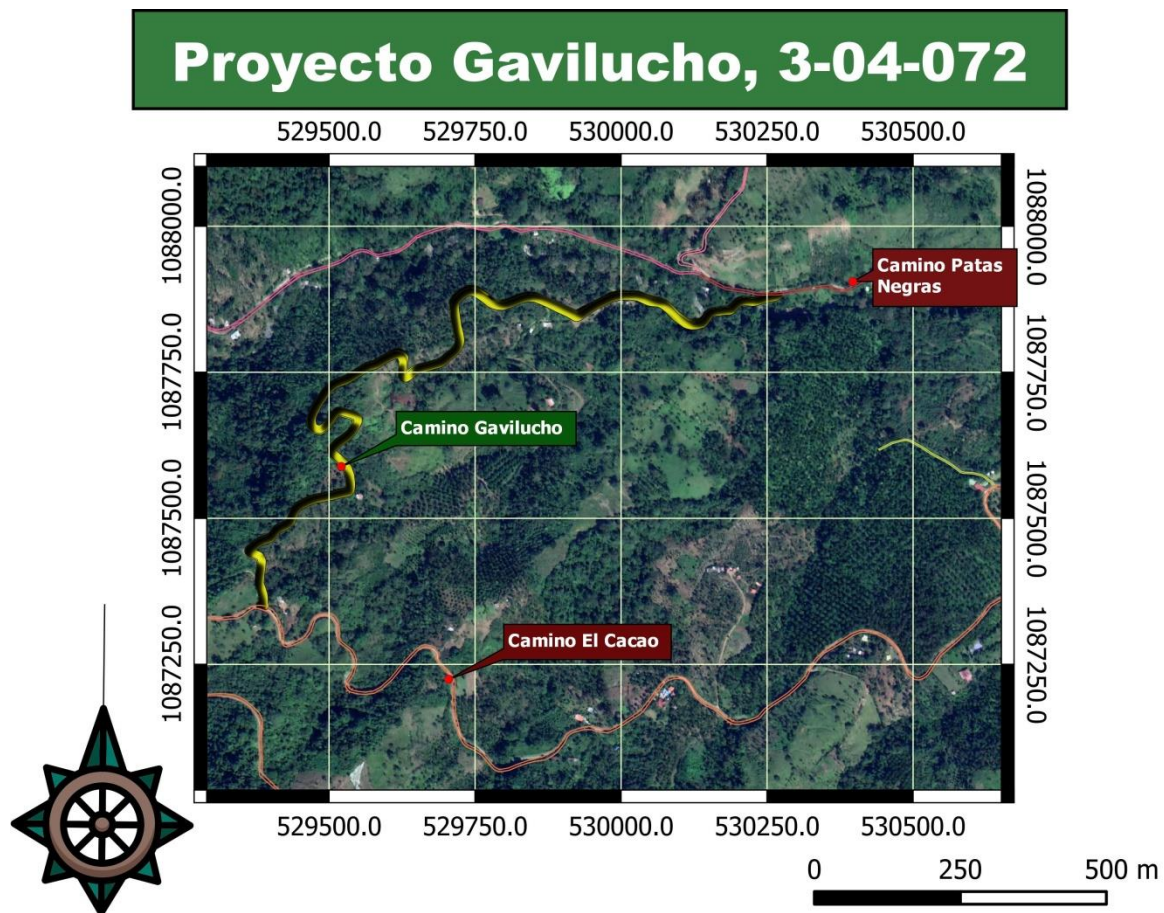 Proyecto Gavilucho, 3-04-072
529500.0 529750.0 530000.0 530250.0 530500.0
1088000.0
1088000.0
Camino Patas
Negras
1087750.0
1087750.0
Camino Gavilucho
1087500.0
1087500.0
Camino El Cacao
1087250.0
1087250.0
529500.0 529750.0 530000.0 530250.0 530500.0
0 250 500 m